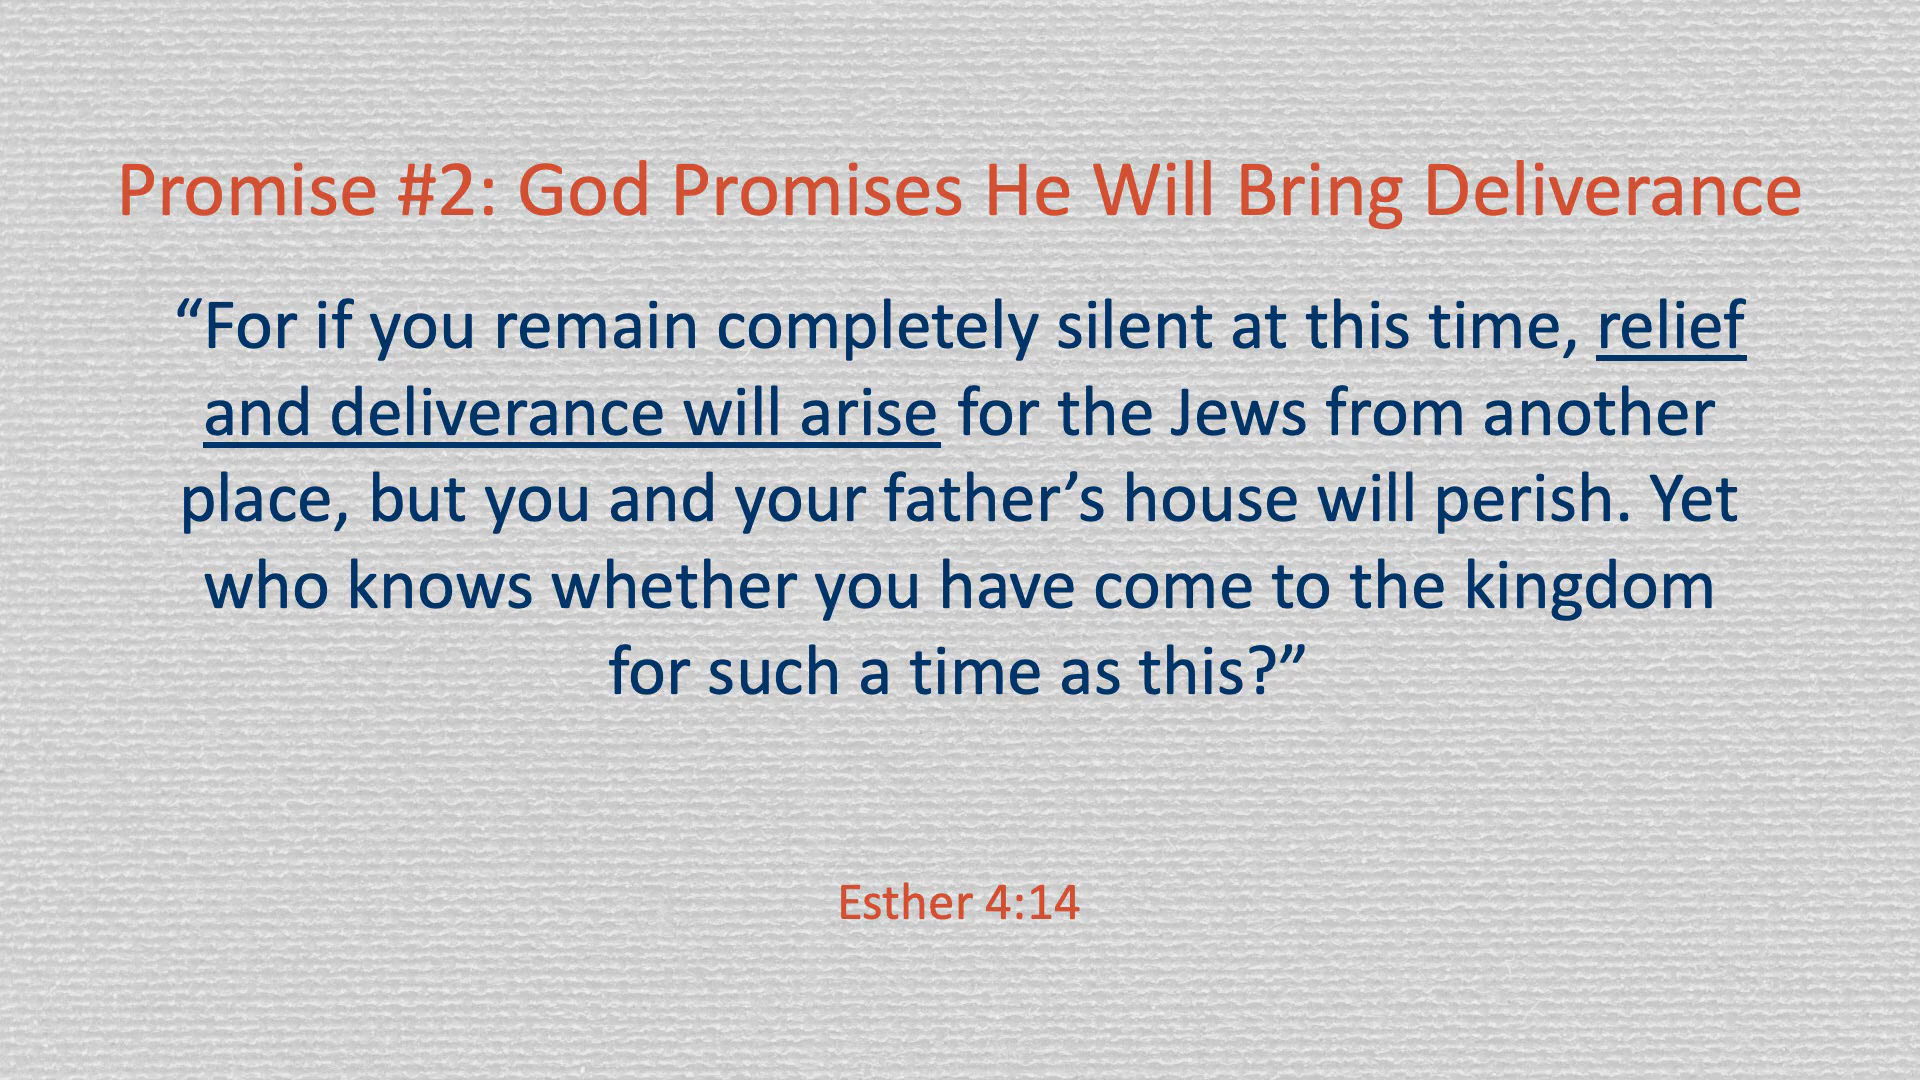 Promise #2: God Promises He Will Bring Deliverance
“For if you remain completely silent at this time, relief
and deliverance will arise for the Jews from another
place, but you and your father’s house will perish. Yet
who knows whether you have come to the kingdom
for such a time as this?”
Esther 4:14